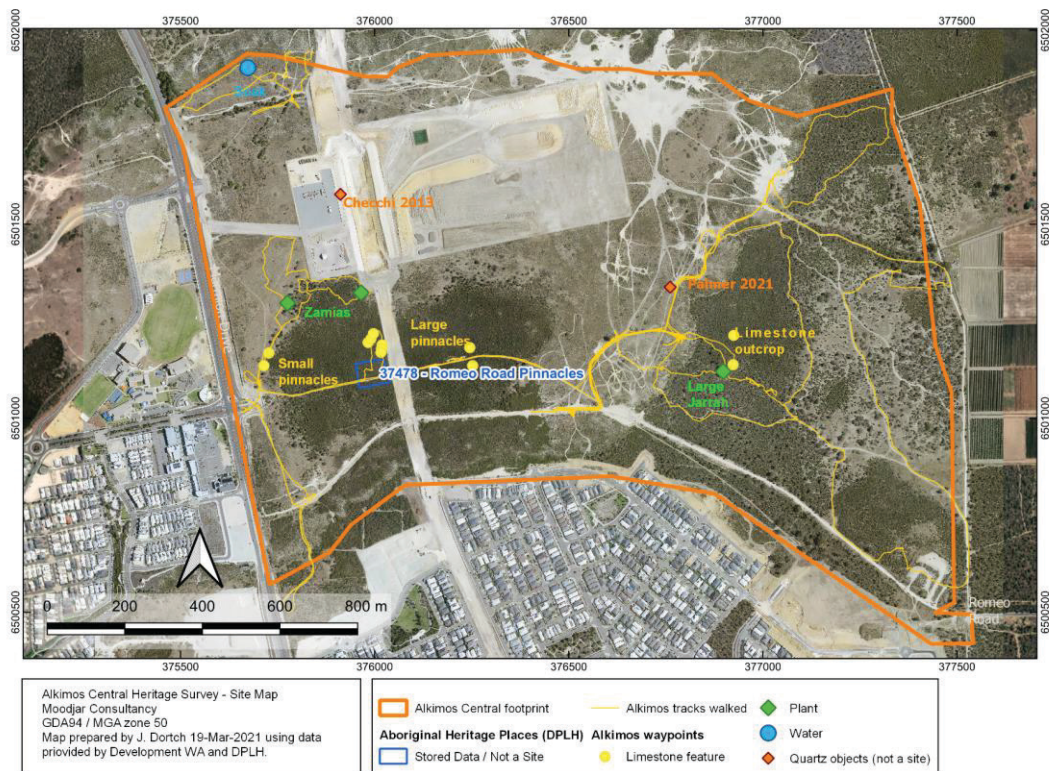 375500 376000 376500 377000 377500
6502000 6502000
Checchi 2013
6501500 6501500
Palmer 2021
Zamias
Large
pinnacles
Limestone
outcrop
Small
pinnacles
37478 - Romeo Road Pinnacles
Large
Jarrah
6501000 6501000
6500500 6500500
Romeo
Road
0 200 400 600 800 m
375500 376000 376500 377000 377500
Alkimos Central Heritage Survey - Site Map
Moodjar Consultancy
GDA94 / MGA zone 50
Map prepared by J. Dortch 19-Mar-2021 using data
priovided by Development WA and DPLH.
Alkimos Central footprint
Aboriginal Heritage Places (DPLH)
Stored Data / Not a Site
Alkimos tracks walked
Alkimos waypoints
Limestone feature
Plant
Water
Quartz objects (not a site)